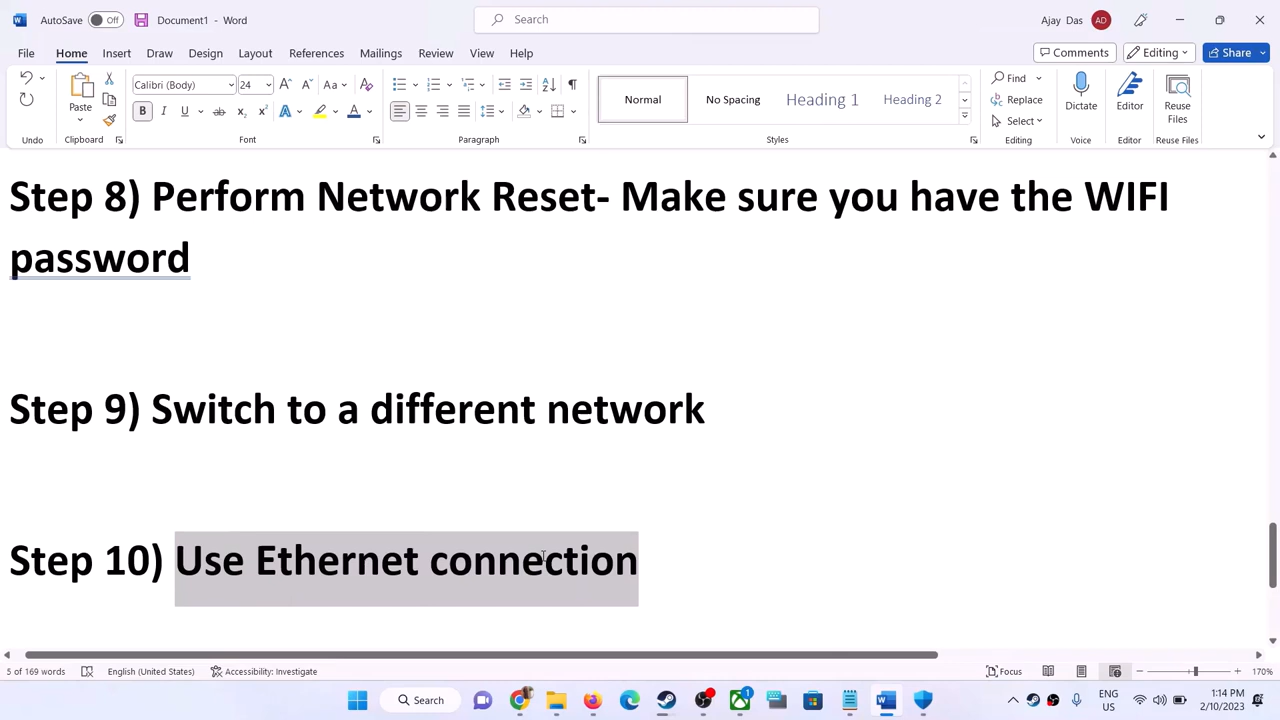 AutoSave Off Document1 - Word Search Ajay Das AD
File Home Insert Draw Design Layout References Mailings Review View Help Comments Editing Share
Calibri (Body) 24 Find
Paste Normal No Spacing Heading 1 Heading 2 Replace Dictate Editor Reuse Files
Select
Undo Clipboard Font Paragraph Styles Editing Voice Editor Reuse Files
Step 8) Perform Network Reset- Make sure you have the WIFI
password
Step 9) Switch to a different network
Step 10) Use Ethernet connection
5 of 169 words English (United States) Accessibility: Investigate Focus 170%
Search 1 ENG US 1:14 PM 2/10/2023